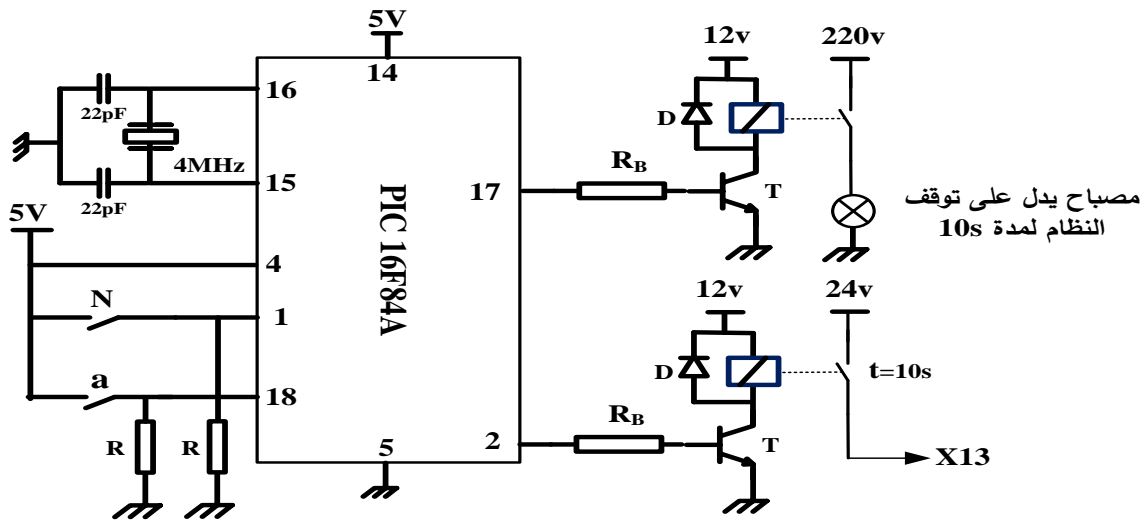 5V
14
16
22pF
4MHz
22pF
15
5V
4
N
1
a
18
R
R
5
PIC 16F84A
17
2
R_B
12v
D
T
220v
مصباح يدل على توقف
النظام لمدة 10s
R_B
12v
D
T
24v
t=10s
X13